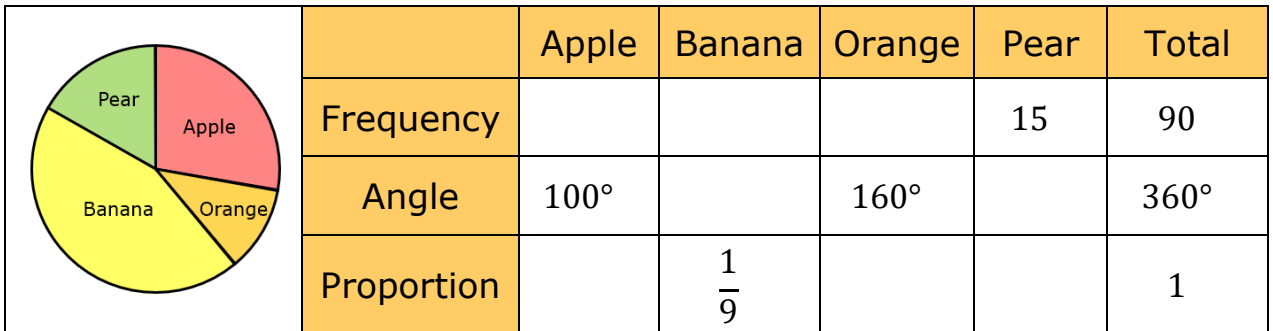 Pear
Apple
Banana
Orange
Apple Banana Orange Pear Total
Frequency 15 90
Angle 100° 160° 360°
Proportion 1/9 1